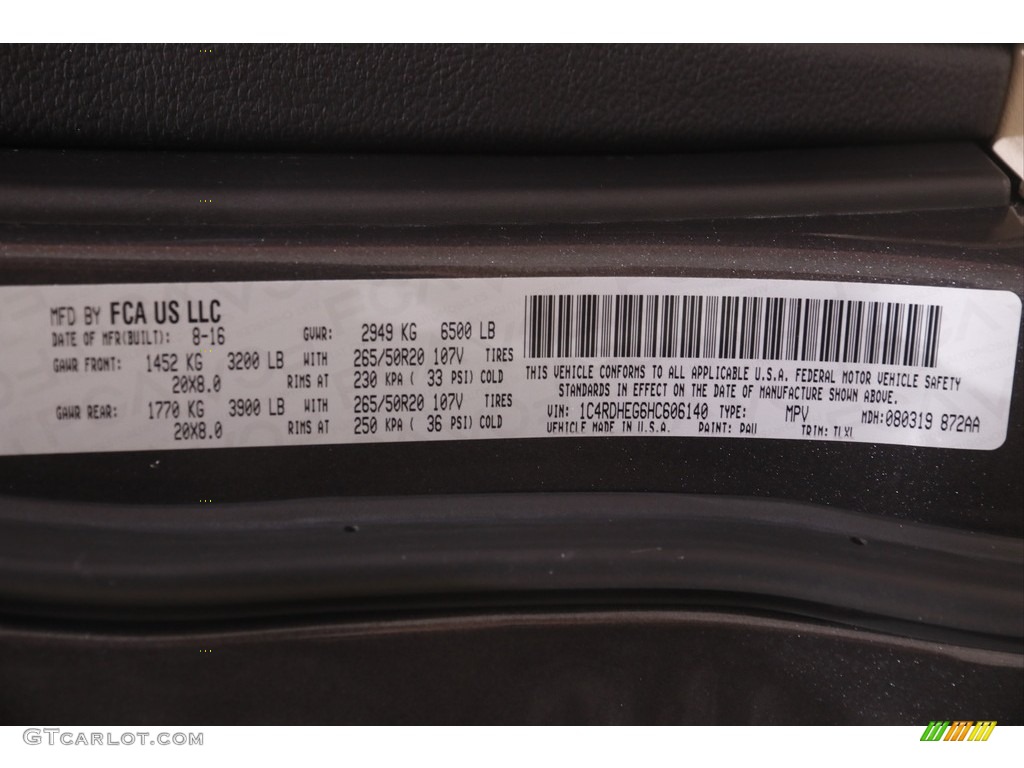 MFD BY FCA US LLC
DATE OF MFR(BUILT): 8-16 GVWR: 2949 KG 6500 LB
GAWR FRONT: 1452 KG 3200 LB WITH 265/50R20 107V TIRES
20X8.0 RIMS AT 230 KPA ( 33 PSI) COLD
GAWR REAR: 1770 KG 3900 LB WITH 265/50R20 107V TIRES
20X8.0 RIMS AT 250 KPA ( 36 PSI) COLD
THIS VEHICLE CONFORMS TO ALL APPLICABLE U.S.A. FEDERAL MOTOR VEHICLE SAFETY
STANDARDS IN EFFECT ON THE DATE OF MANUFACTURE SHOWN ABOVE.
VIN: 1C4RDHEG6HC606140 TYPE: MPV MDH:080319 872AA
VEHICLE MADE IN U.S.A. PAINT: PAU TRIM:
GTCarlot.com